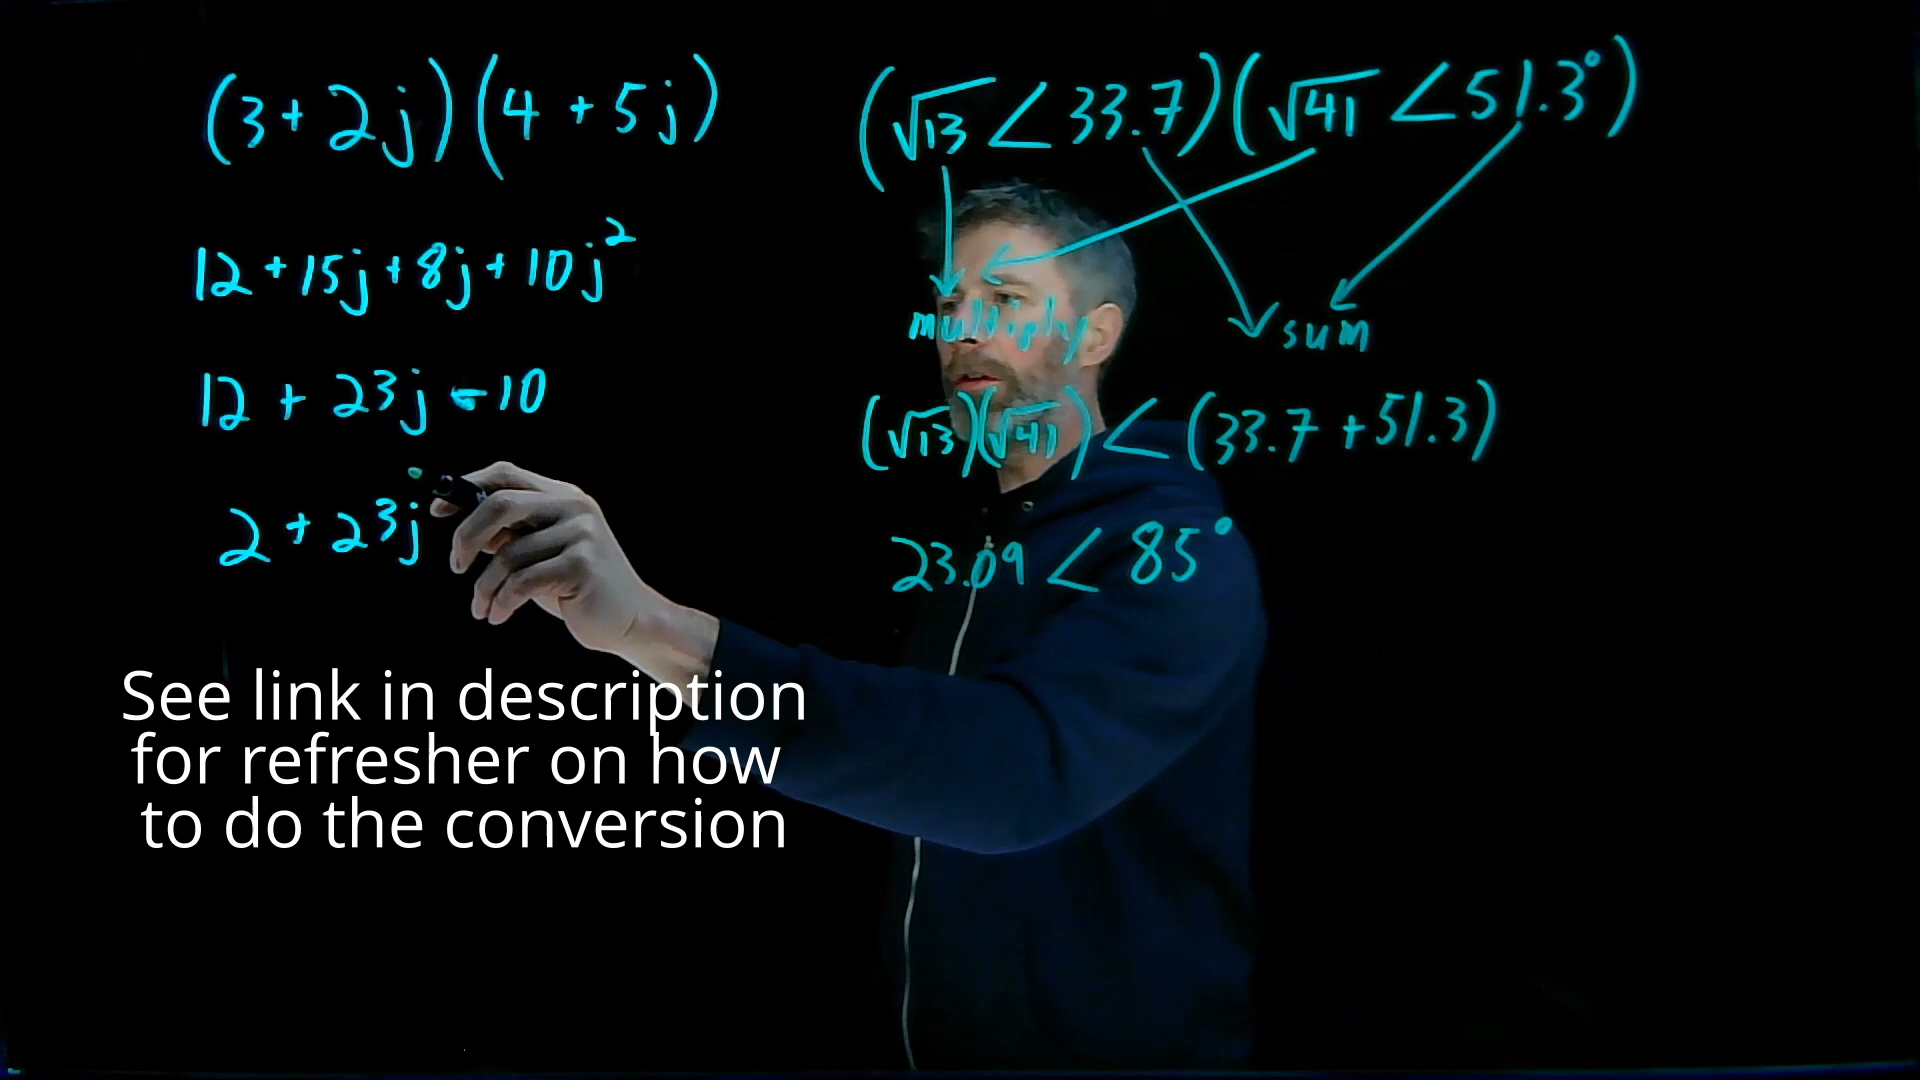 (3 + 2j)(4 + 5j)
12 + 15j + 8j + 10j²
12 + 23j - 10
2 + 23j
(√13 ∠ 33.7)(√41 ∠ 51.3°)
multiply
sum
(√13)(√41) ∠ (33.7 + 51.3)
23.09 ∠ 85°
See link in description
for refresher on how
to do the conversion